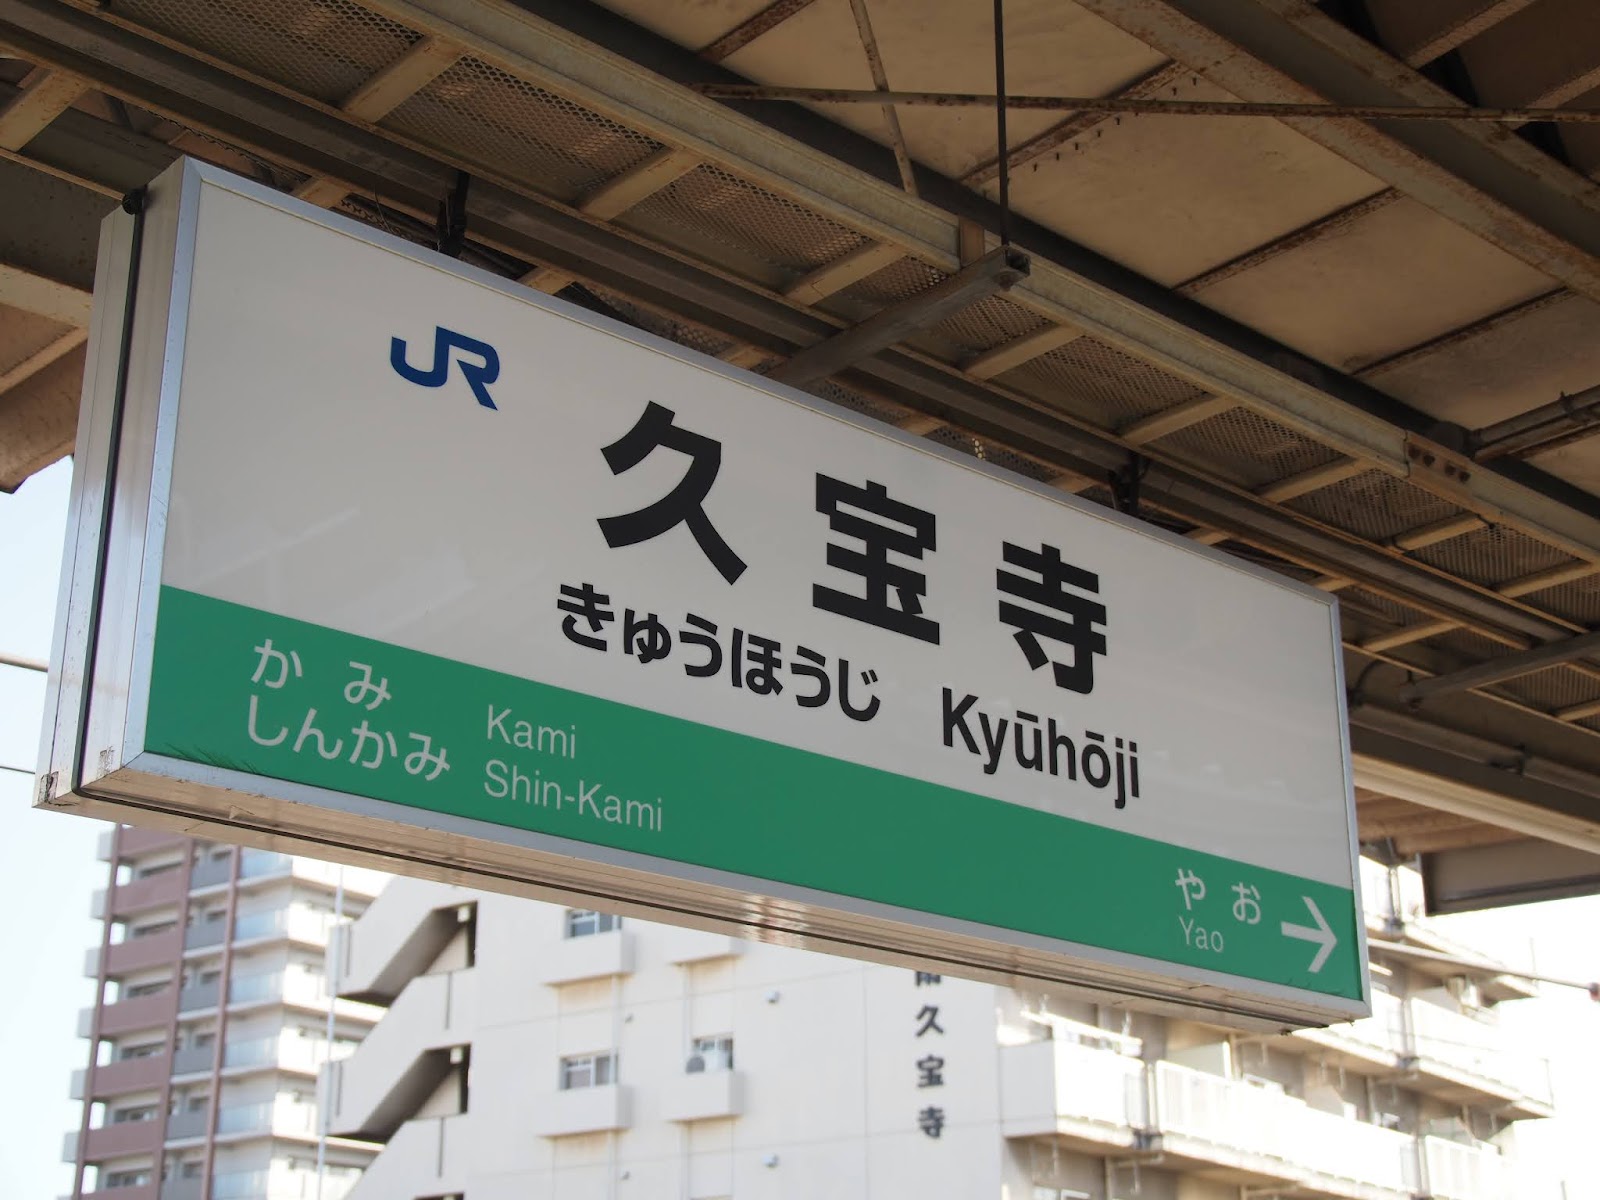 JR
久宝寺
きゅうほうじ Kyūhōji
かみ Kami
しんかみ Shin-Kami
やお
Yao
久宝寺